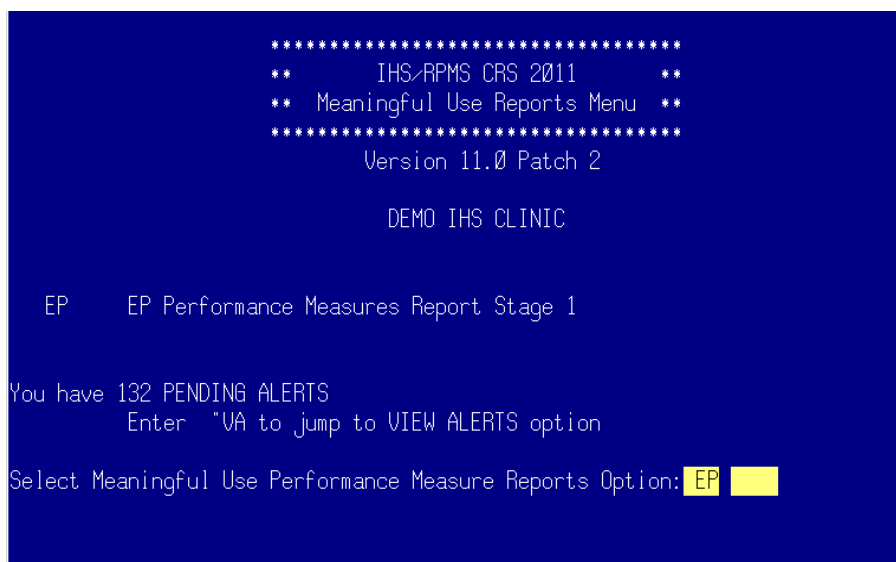 ***********************************
** IHS/RPMS CRS 2011 **
** Meaningful Use Reports Menu **
***********************************
Version 11.0 Patch 2
DEMO IHS CLINIC
EP EP Performance Measures Report Stage 1
You have 132 PENDING ALERTS
Enter "VA to jump to VIEW ALERTS option
Select Meaningful Use Performance Measure Reports Option: EP